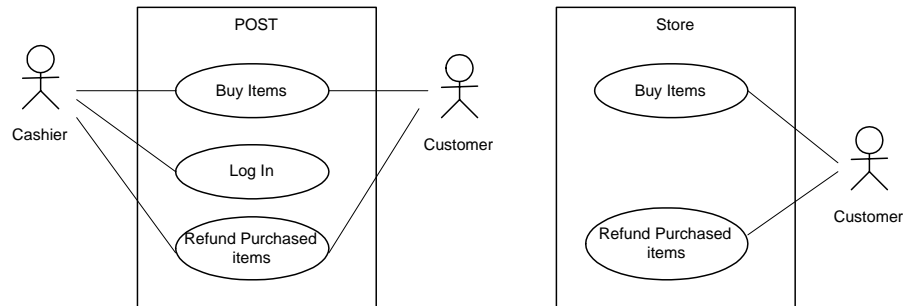 POST
Buy Items
Cashier
Customer
Log In
Refund Purchased
items
Store
Buy Items
Customer
Refund Purchased
items